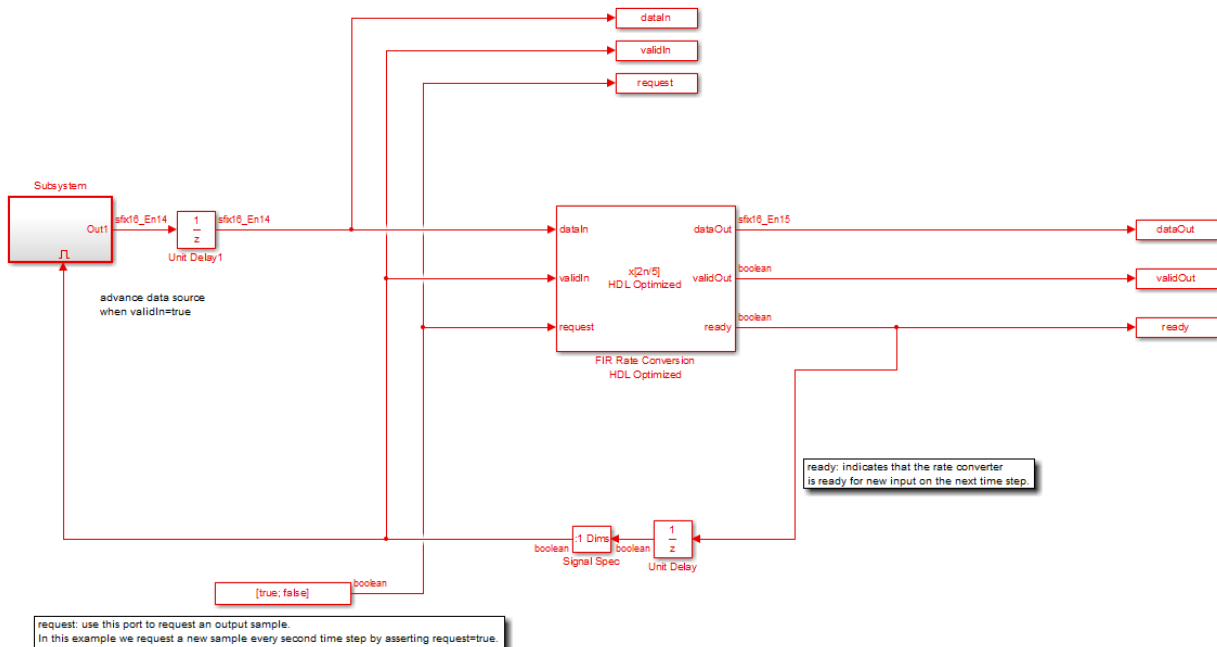 dataIn
validIn
request
Subsystem
Out1
sfix16_En14
1
z
Unit Delay1
sfix16_En14
advance data source
when validIn=true
dataIn
validIn
request
x[2n/5]
HDL Optimized
dataOut
validOut
ready
FIR Rate Conversion
HDL Optimized
sfix16_En15
boolean
boolean
dataOut
validOut
ready
ready: indicates that the rate converter
is ready for new input on the next time step.
boolean
:1 Dims
Signal Spec
boolean
1
z
Unit Delay
[true; false]
boolean
request: use this port to request an output sample.
In this example we request a new sample every second time step by asserting request=true.